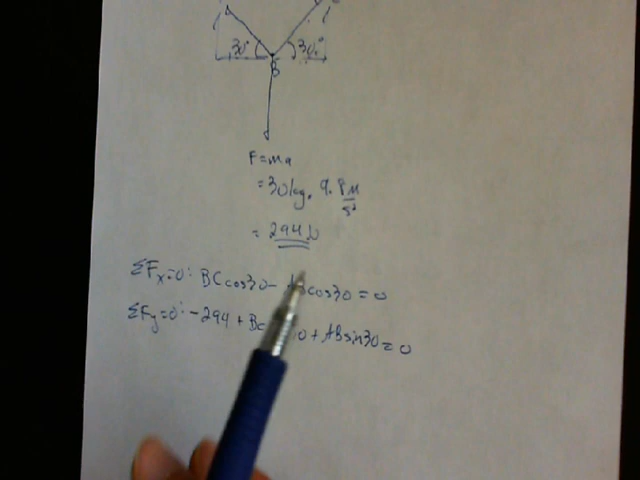 30° 30°
B
F=ma
=30kg. 9.8 m/s²
= 294N
ΣFx=0: BCcos30- ABcos30=0
ΣFy=0: -294 + BC 0 + ABsin30=0